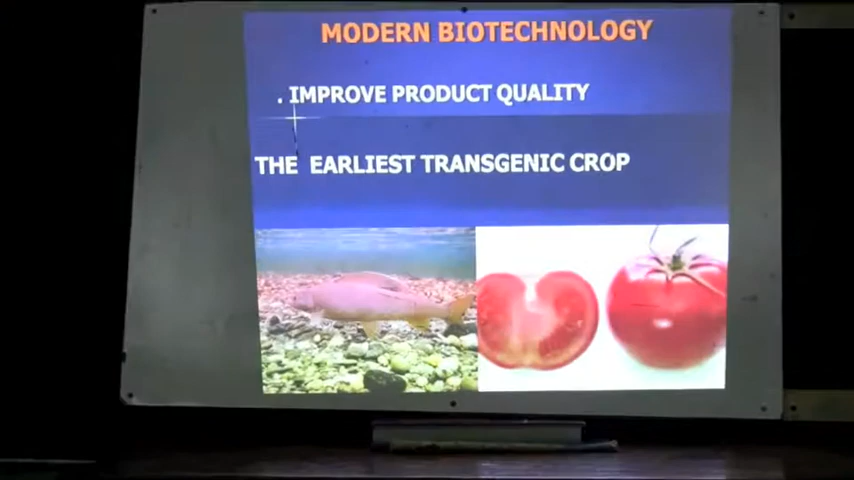 MODERN BIOTECHNOLOGY
. IMPROVE PRODUCT QUALITY
THE EARLIEST TRANSGENIC CROP